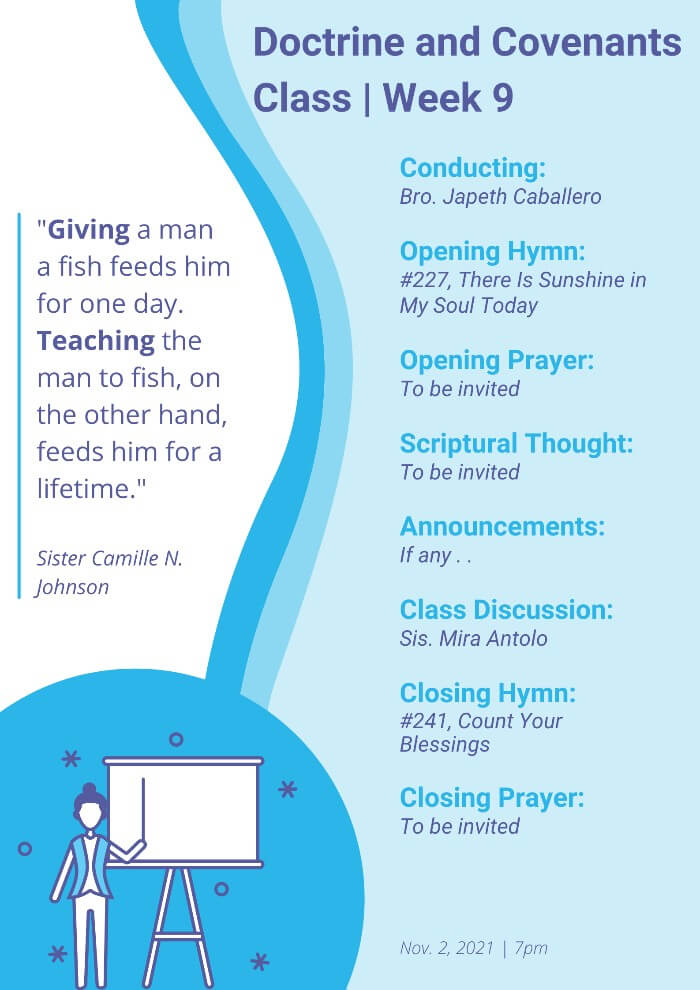 Doctrine and Covenants
Class | Week 9
"Giving a man
a fish feeds him
for one day.
Teaching the
man to fish, on
the other hand,
feeds him for a
lifetime."
Sister Camille N.
Johnson
Conducting:
Bro. Japeth Caballero
Opening Hymn:
#227, There Is Sunshine in
My Soul Today
Opening Prayer:
To be invited
Scriptural Thought:
To be invited
Announcements:
If any . .
Class Discussion:
Sis. Mira Antolo
Closing Hymn:
#241, Count Your
Blessings
Closing Prayer:
To be invited
Nov. 2, 2021 | 7pm